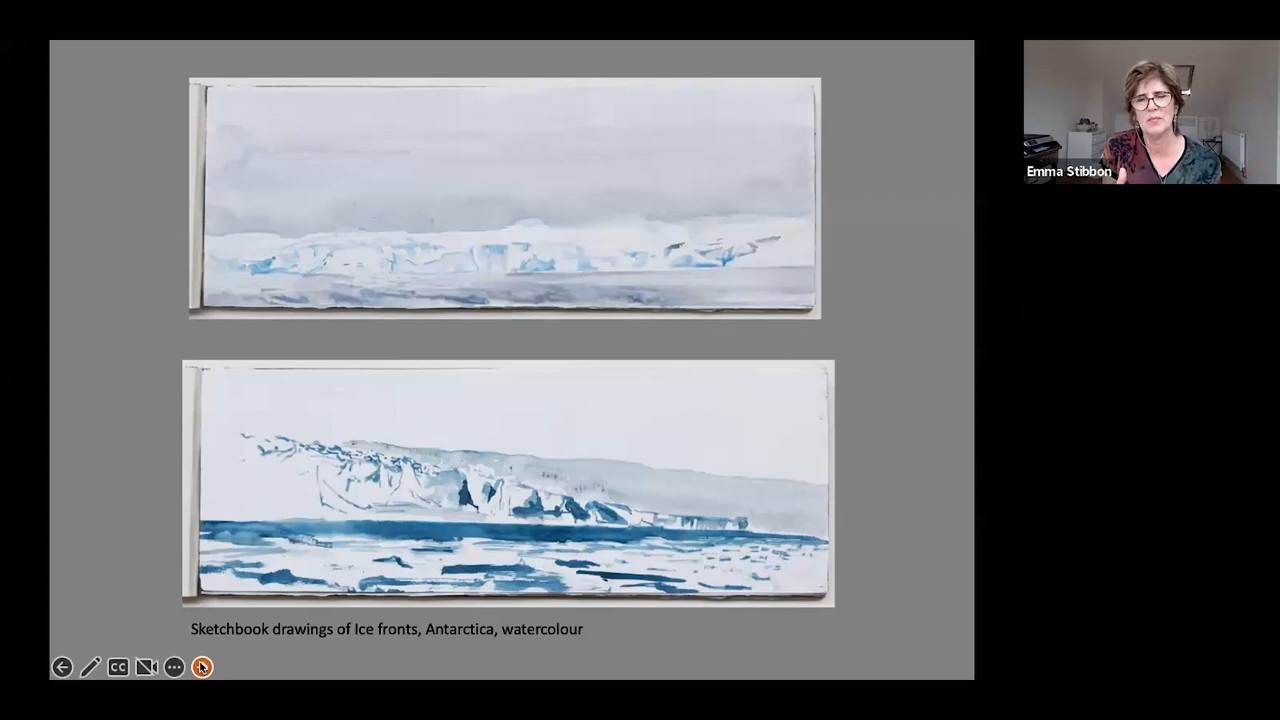 Emma Stibbon
Sketchbook drawings of Ice fronts, Antarctica, watercolour
CC